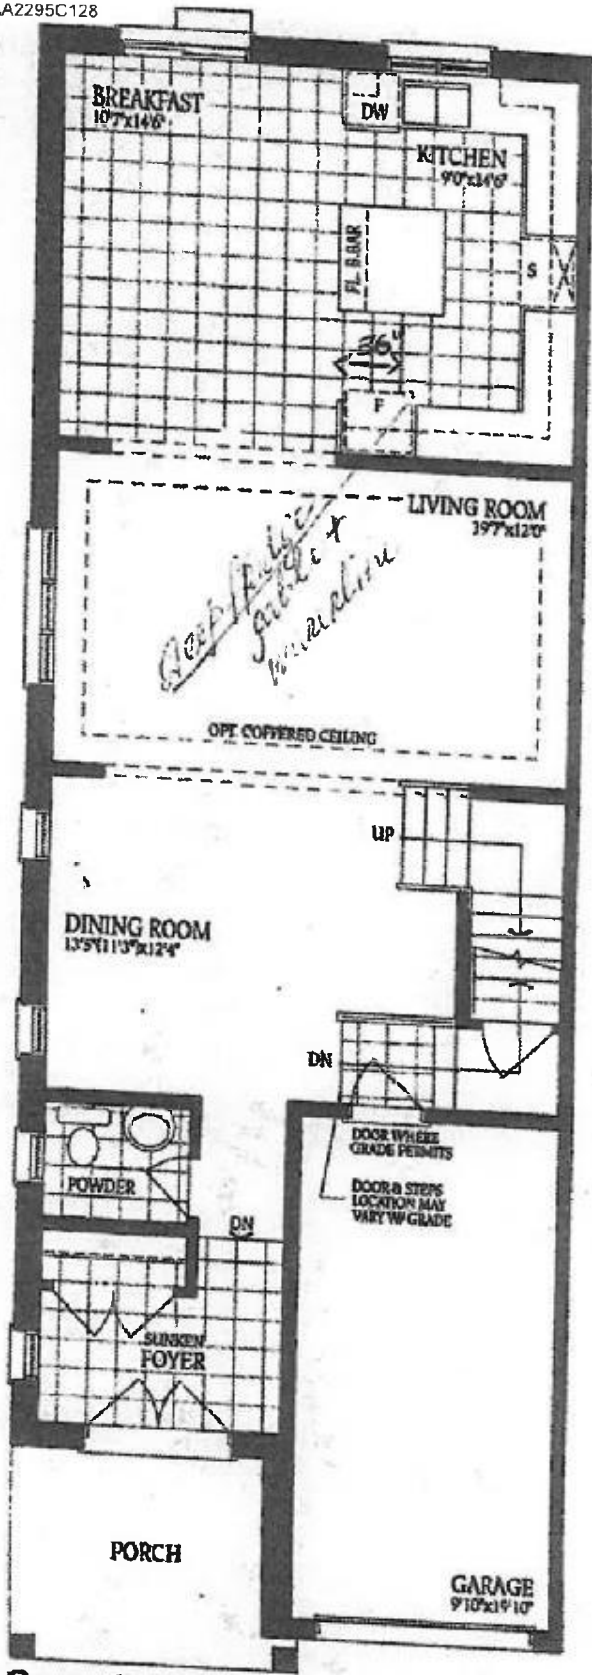 A2295C128
BREAKFAST
10'7"x14'6"
DW
KITCHEN
9'0"x14'6"
FL. B.BAR
S
36"
F
LIVING ROOM
19'7"x12'0"
OPT. COFFERED CEILING
UP
DINING ROOM
13'5"(11'3")x12'4"
DN
DOOR WHERE
GRADE PERMITS
DOOR & STEPS
LOCATION MAY
VARY W/ GRADE
POWDER
DN
SUNKEN
FOYER
PORCH
GARAGE
9'10"x19'10"